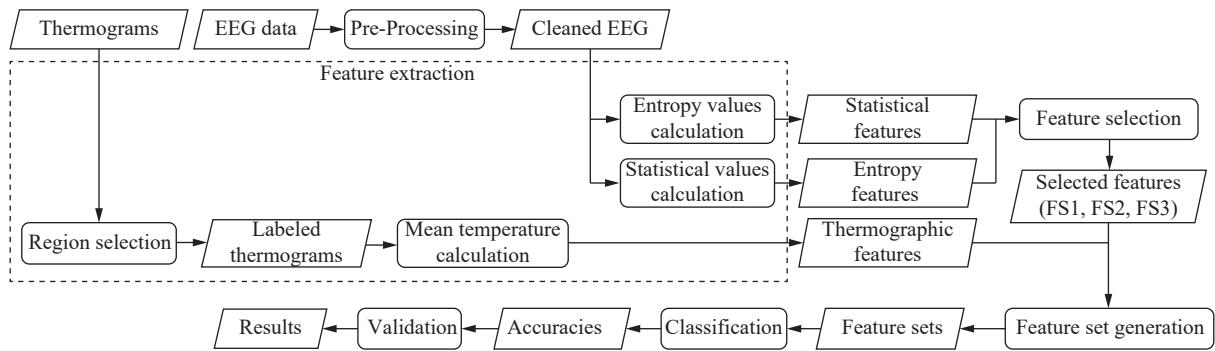 Thermograms
EEG data
Pre-Processing
Cleaned EEG
Feature extraction
Entropy values
calculation
Statistical
features
Feature selection
Statistical values
calculation
Entropy
features
Selected features
(FS1, FS2, FS3)
Region selection
Labeled
thermograms
Mean temperature
calculation
Thermographic
features
Results
Validation
Accuracies
Classification
Feature sets
Feature set generation